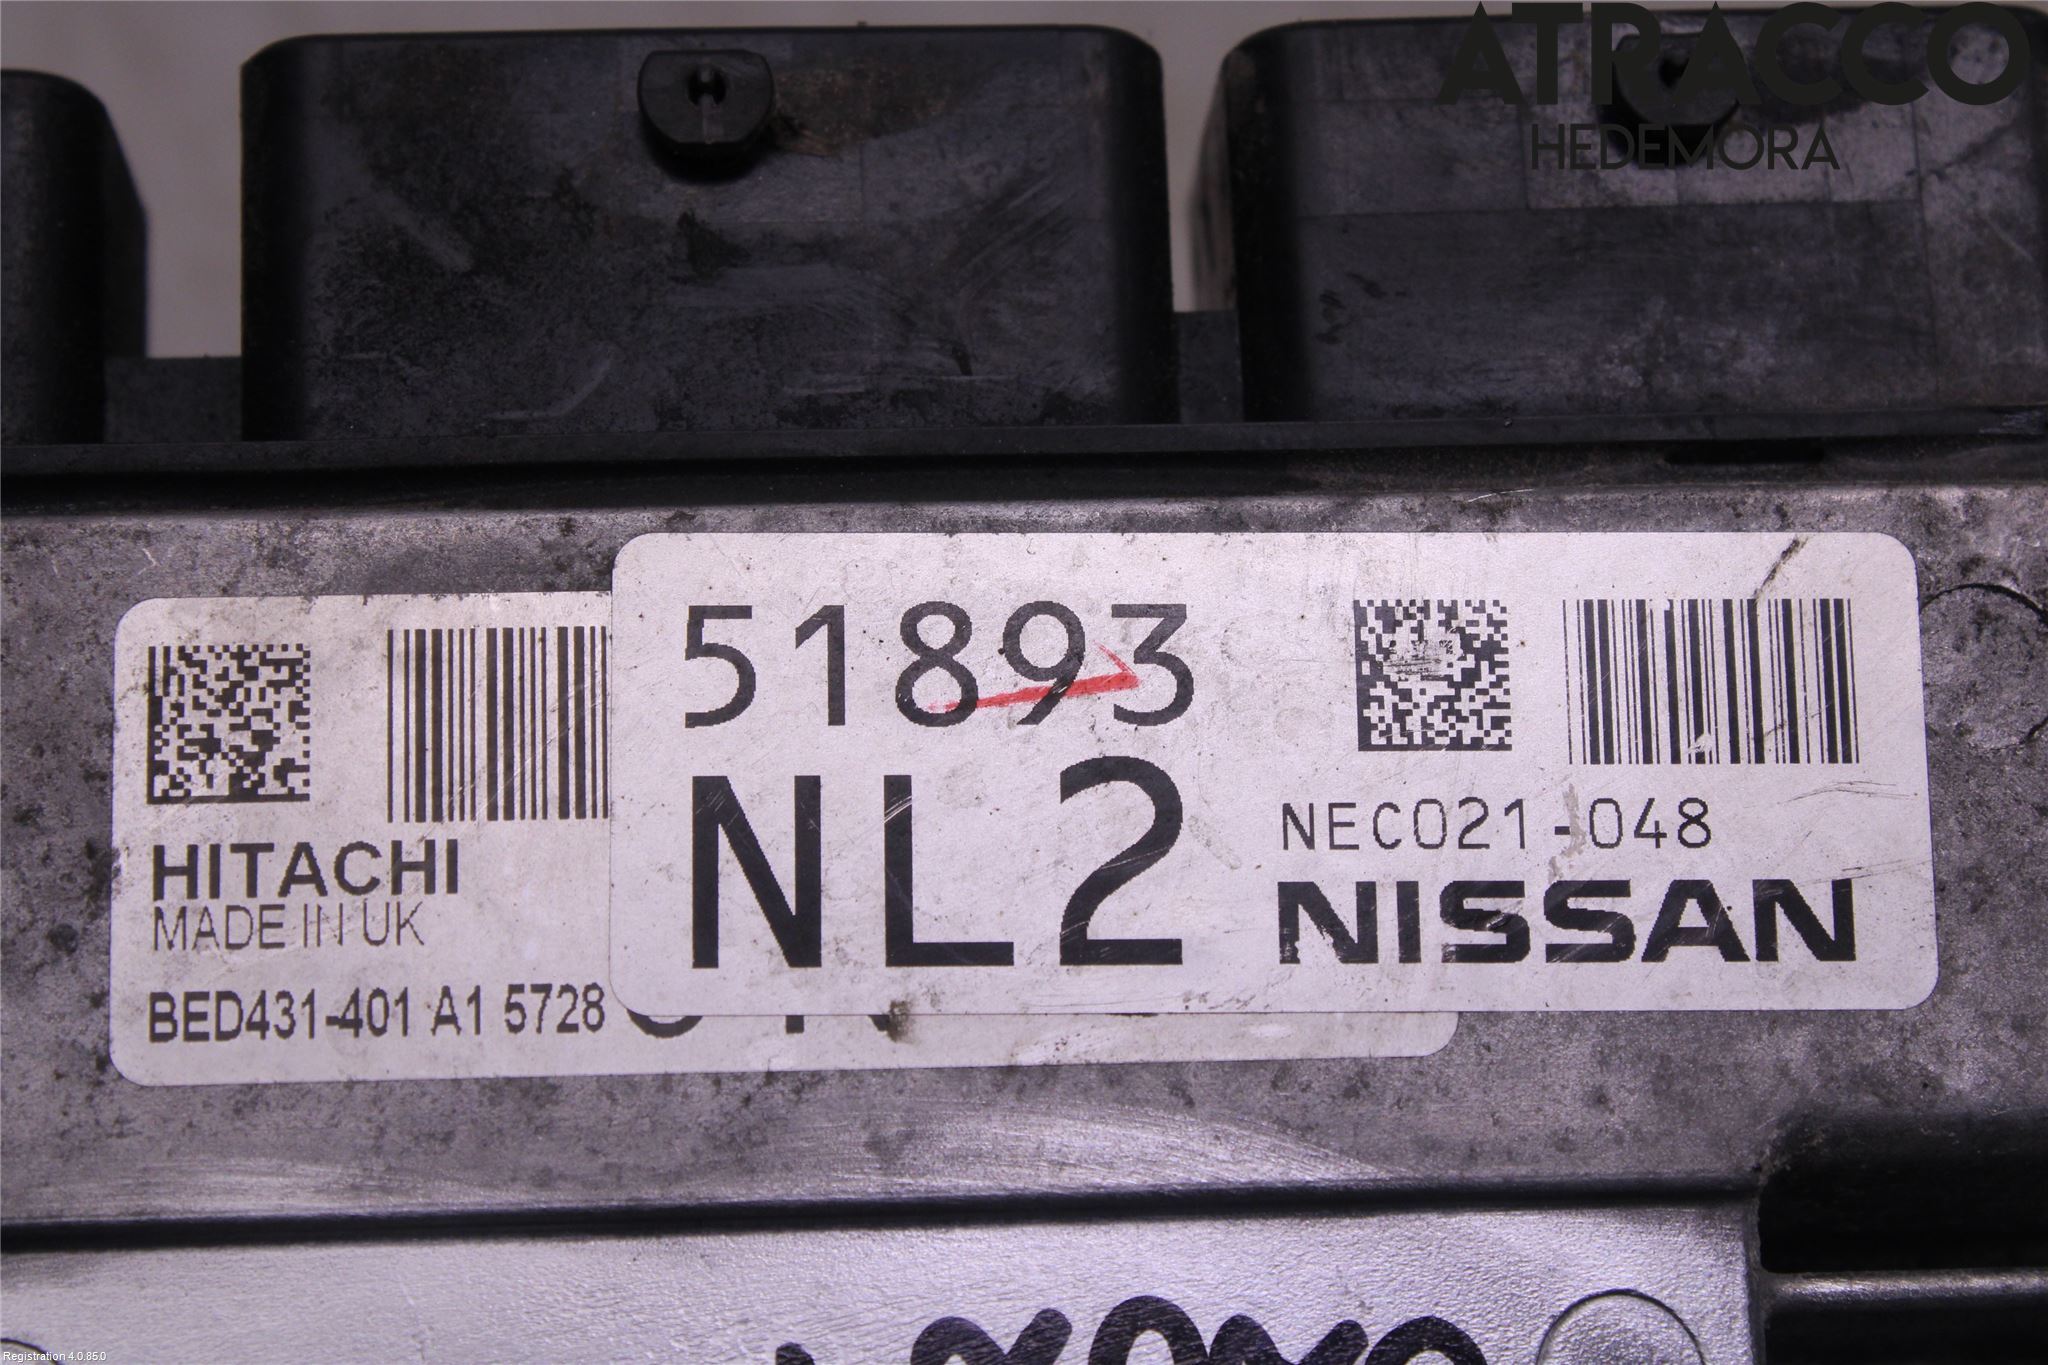 ATRACCO
HEDEMORA
51893
NL2
NEC021-048
NISSAN
HITACHI
MADE IN UK
BED431-401 A1 5728
Registration 4.0.85.0